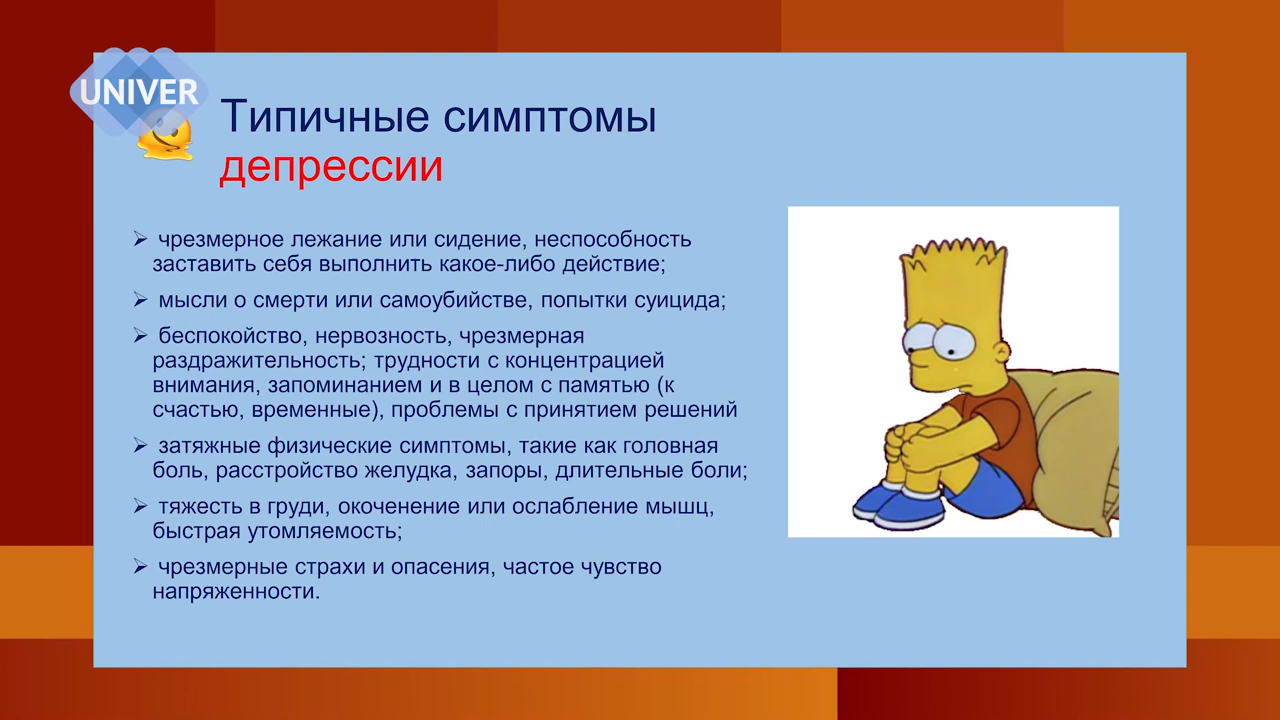 UNIVER
Типичные симптомы
депрессии
➢ чрезмерное лежание или сидение, неспособность
заставить себя выполнить какое-либо действие;
➢ мысли о смерти или самоубийстве, попытки суицида;
➢ беспокойство, нервозность, чрезмерная
раздражительность; трудности с концентрацией
внимания, запоминанием и в целом с памятью (к
счастью, временные), проблемы с принятием решений
➢ затяжные физические симптомы, такие как головная
боль, расстройство желудка, запоры, длительные боли;
➢ тяжесть в груди, окоченение или ослабление мышц,
быстрая утомляемость;
➢ чрезмерные страхи и опасения, частое чувство
напряженности.